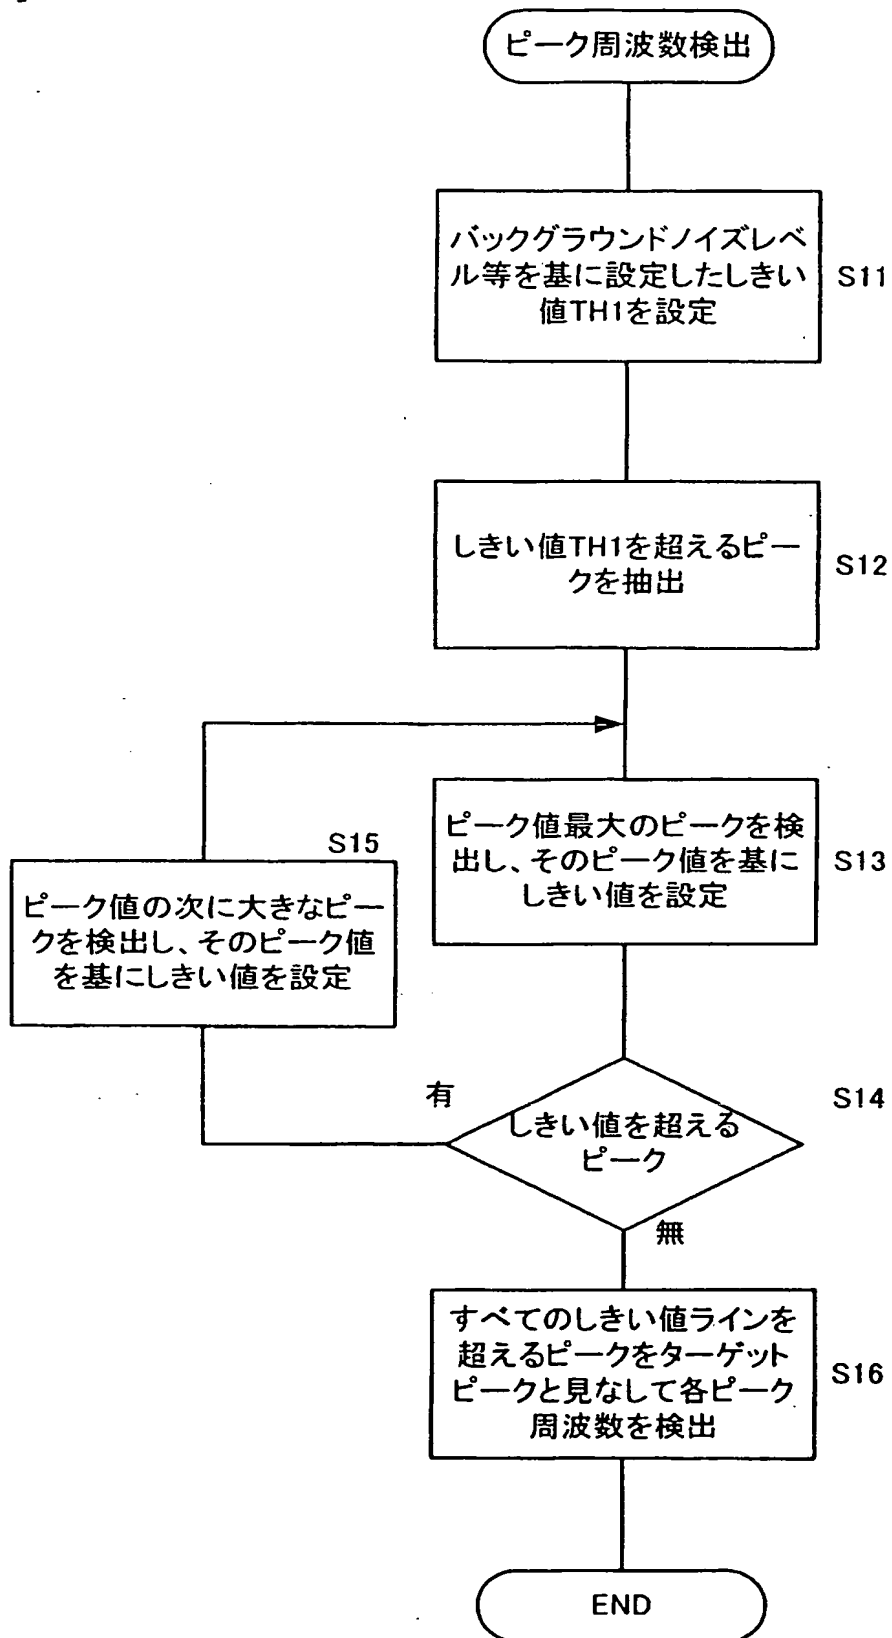 ピーク周波数検出
バックグラウンドノイズレベ
ル等を基に設定したしきい
値TH1を設定
S11
しきい値TH1を超えるピー
クを抽出
S12
ピーク値最大のピークを検
出し、そのピーク値を基に
しきい値を設定
S13
S15
ピーク値の次に大きなピー
クを検出し、そのピーク値
を基にしきい値を設定
有
しきい値を超える
ピーク
S14
無
すべてのしきい値ラインを
超えるピークをターゲット
ピークと見なして各ピーク
周波数を検出
S16
END